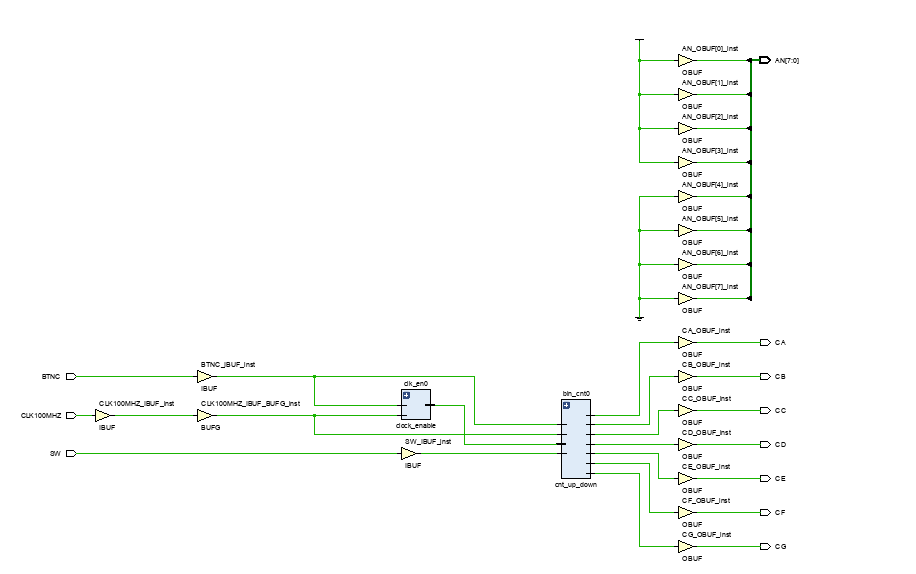 AN_OBUF[0]_inst
AN[7:0]
OBUF
AN_OBUF[1]_inst
OBUF
AN_OBUF[2]_inst
OBUF
AN_OBUF[3]_inst
OBUF
AN_OBUF[4]_inst
OBUF
AN_OBUF[5]_inst
OBUF
AN_OBUF[6]_inst
OBUF
AN_OBUF[7]_inst
OBUF
CA_OBUF_inst
CA
OBUF
BTNC_IBUF_inst
BTNC
IBUF
CB_OBUF_inst
CB
OBUF
clk_en0
clock_enable
bin_cnt0
cnt_up_down
CLK100MHZ_IBUF_inst
CLK100MHZ_IBUF_BUFG_inst
CLK100MHZ
IBUF
BUFG
CC_OBUF_inst
CC
OBUF
CD_OBUF_inst
CD
OBUF
SW_IBUF_inst
SW
IBUF
CE_OBUF_inst
CE
OBUF
CF_OBUF_inst
CF
OBUF
CG_OBUF_inst
CG
OBUF